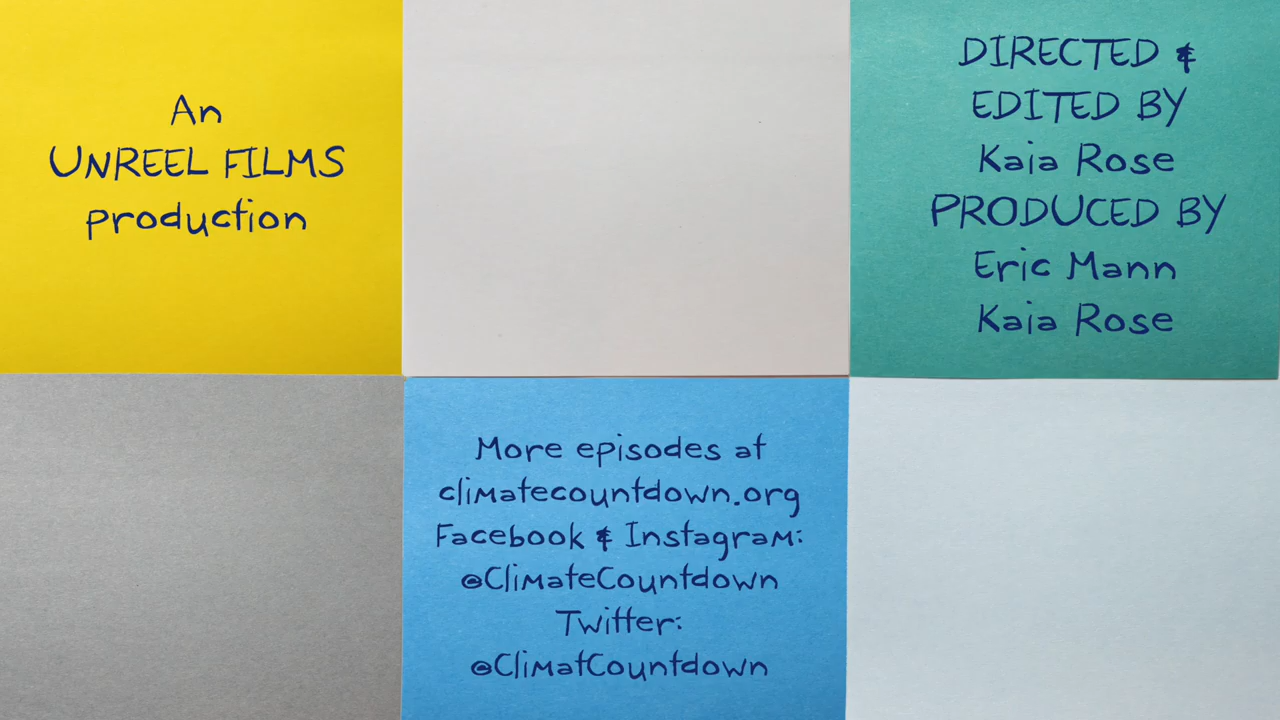 An
UNREEL FILMS
production
DIRECTED &
EDITED BY
Kaia Rose
PRODUCED BY
Eric Mann
Kaia Rose
More episodes at
climatecountdown.org
Facebook & Instagram:
@ClimateCountdown
Twitter:
@ClimatCountdown